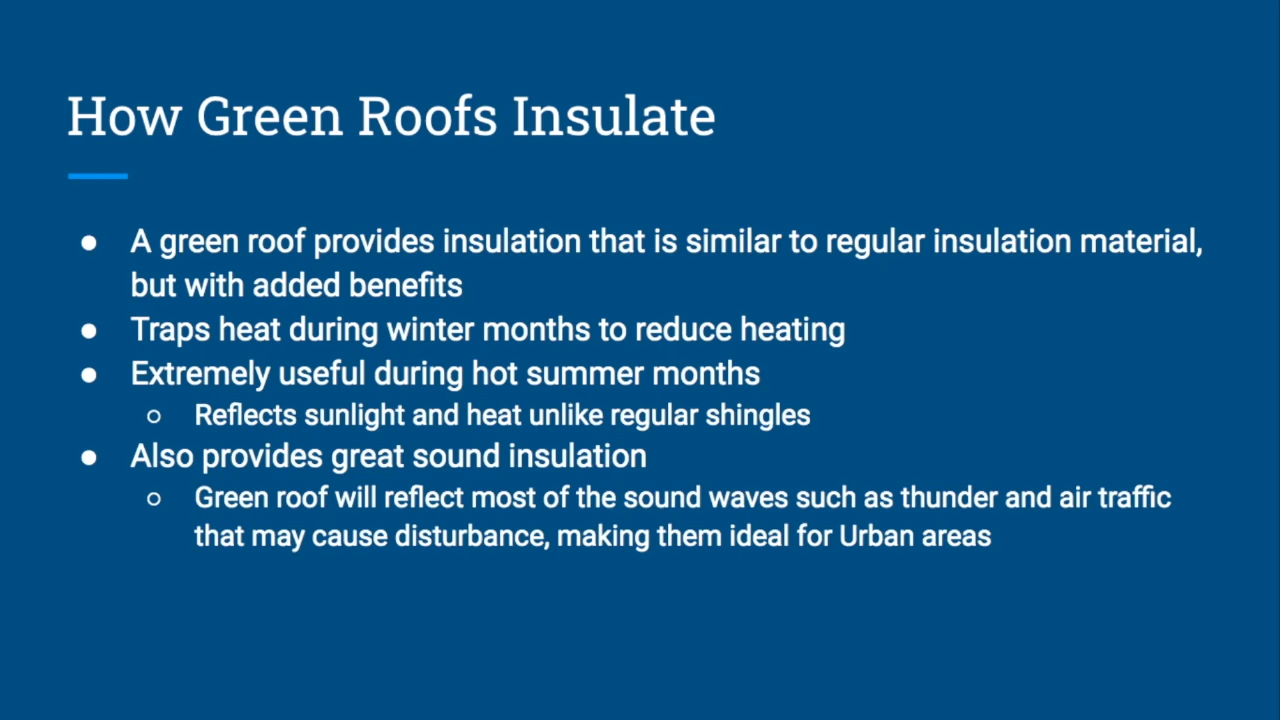 How Green Roofs Insulate
● A green roof provides insulation that is similar to regular insulation material,
but with added benefits
● Traps heat during winter months to reduce heating
● Extremely useful during hot summer months
○ Reflects sunlight and heat unlike regular shingles
● Also provides great sound insulation
○ Green roof will reflect most of the sound waves such as thunder and air traffic
that may cause disturbance, making them ideal for Urban areas